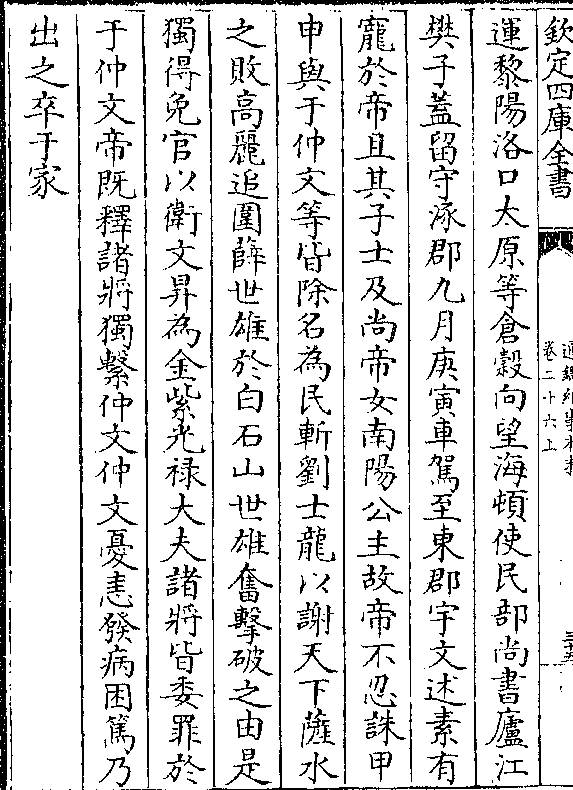 欽定四庫全書
通鑑紀事本末
卷二十六上
三十五
運黎陽洛口太原等倉穀向望海頓使民部尚書廬江
樊子蓋留守涿郡九月庚寅車駕至東都宇文述素有
寵於帝且其子士及尚帝女南陽公主故帝不忍誅甲
申與于仲文等皆除名為民斬劉士龍以謝天下薩水
之敗高麗追圍薛世雄於白石山世雄奮擊破之由是
獨得免官以衛文昇為金紫光禄大夫諸將皆委罪於
于仲文帝既釋諸將獨繫仲文仲文憂恚發病困篤乃
出之卒于家